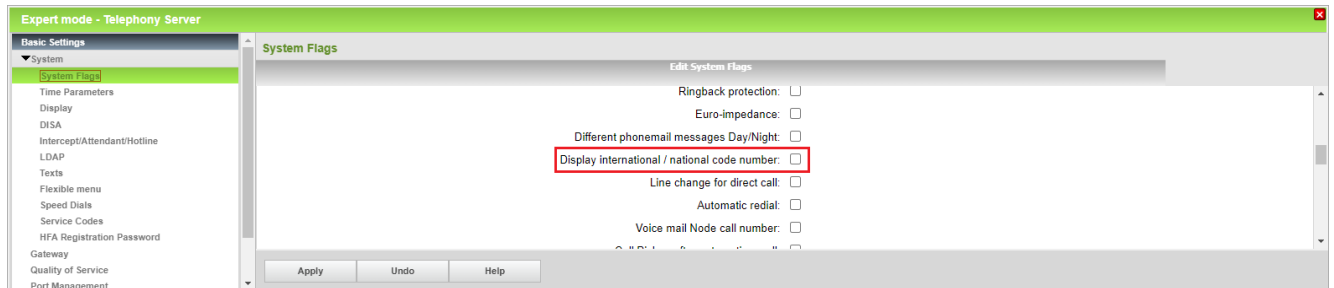 Expert mode - Telephony Server
Basic Settings
System
System Flags
Time Parameters
Display
DISA
Intercept/Attendant/Hotline
LDAP
Texts
Flexible menu
Speed Dials
Service Codes
HFA Registration Password
Gateway
Quality of Service
Port Management
System Flags
Edit System Flags
Ringback protection:
Euro-impedance:
Different phonemail messages Day/Night:
Display international / national code number:
Line change for direct call:
Automatic redial:
Voice mail Node call number:
Apply Undo Help